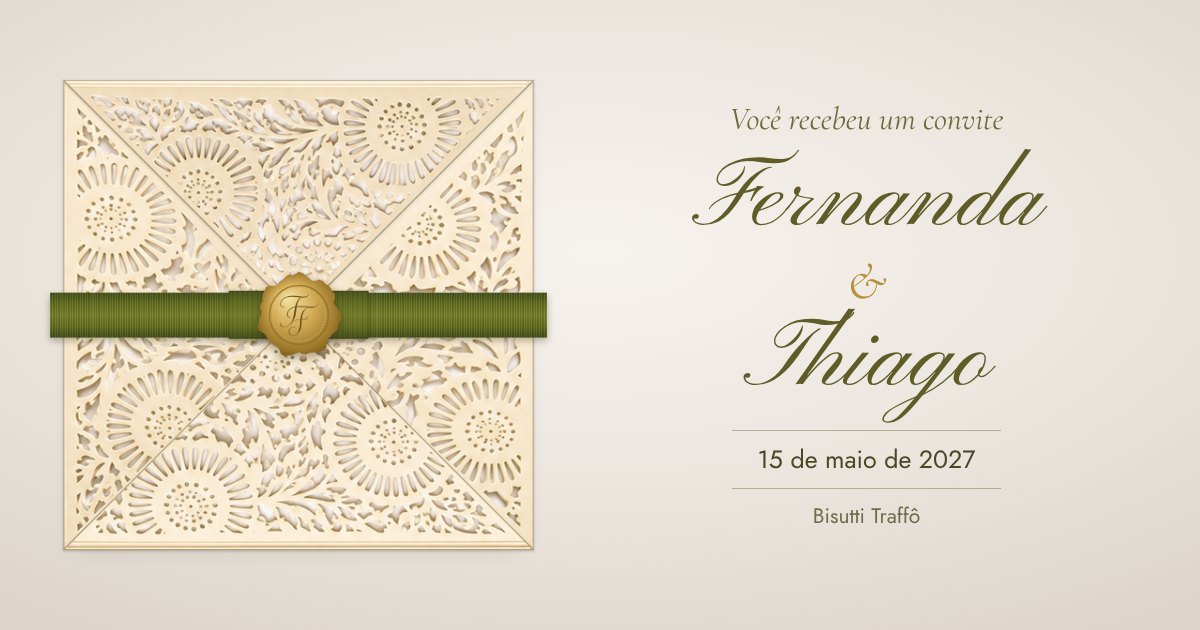 Você recebeu um convite
Fernanda
&
Thiago
15 de maio de 2027
Bisutti Traffô